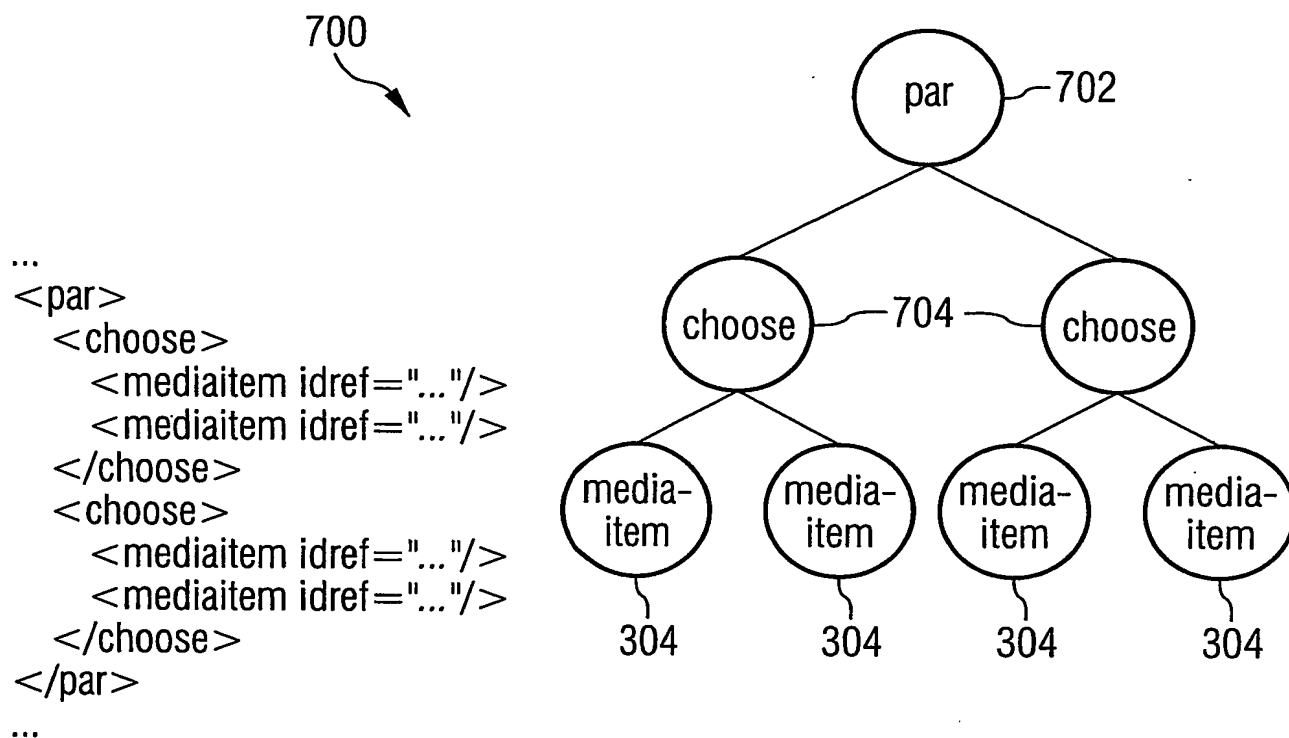 700
par
702
choose
704
choose
media-
item
media-
item
media-
item
media-
item
304
304
304
304
...
<par>
<choose>
<mediaitem idref="..."/>
<mediaitem idref="..."/>
</choose>
<choose>
<mediaitem idref="..."/>
<mediaitem idref="..."/>
</choose>
</par>
...